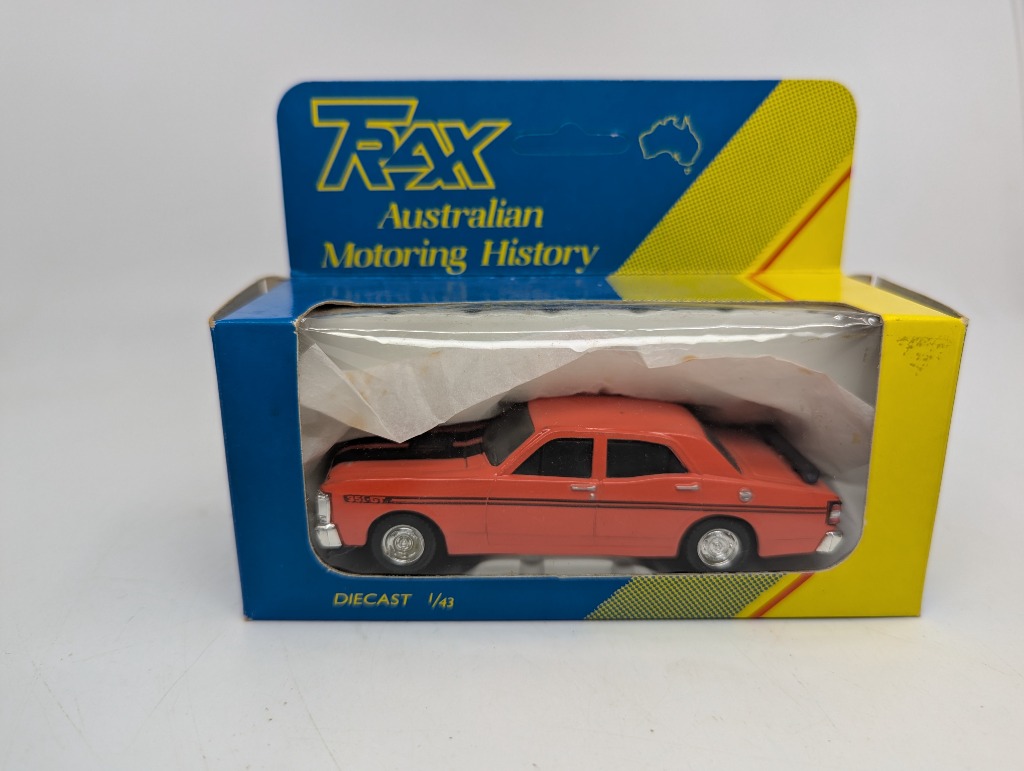 TRAX
Australian
Motoring History
351-GT
DIECAST 1/43